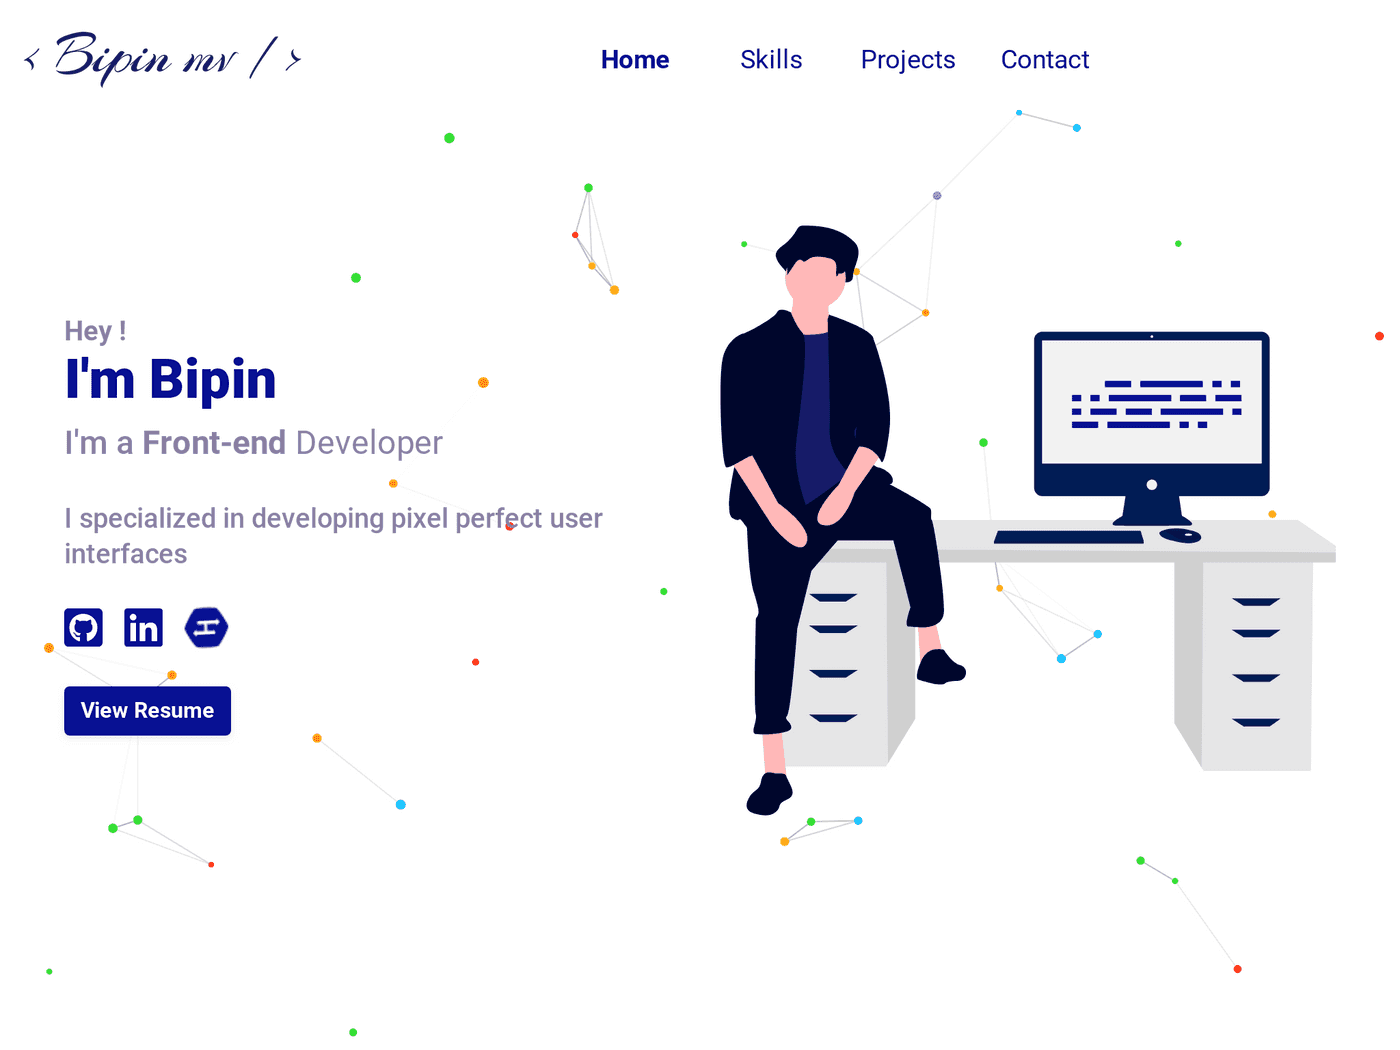 < Bipin mv / >
Home Skills Projects Contact
Hey !
I'm Bipin
I'm a Front-end Developer
I specialized in developing pixel perfect user
interfaces
in
View Resume